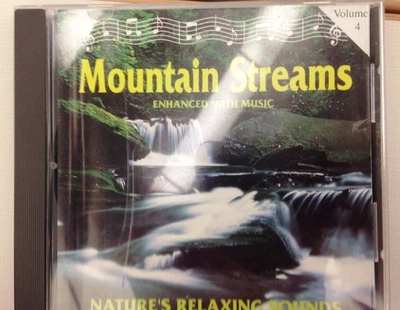 Volume
4
Mountain Streams
ENHANCED WITH MUSIC
NATURE'S RELAXING SOUNDS